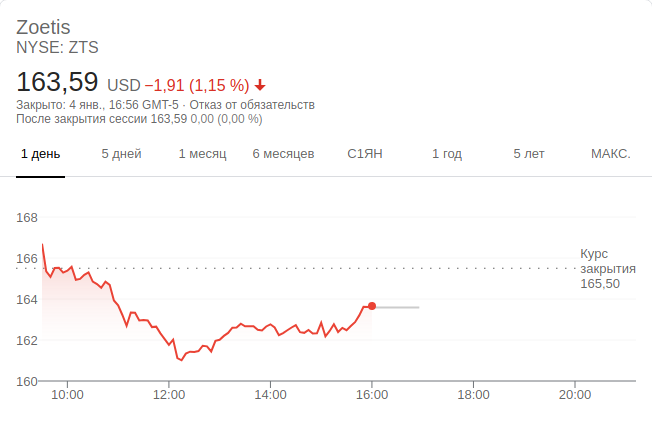 Zoetis
NYSE: ZTS
163,59 USD −1,91 (1,15 %)
Закрыто: 4 янв., 16:56 GMT-5 · Отказ от обязательств
После закрытия сессии 163,59 0,00 (0,00 %)
1 день 5 дней 1 месяц 6 месяцев С1ЯН 1 год 5 лет МАКС.
168
166
164
162
160
Курс
закрытия
165,50
10:00 12:00 14:00 16:00 18:00 20:00